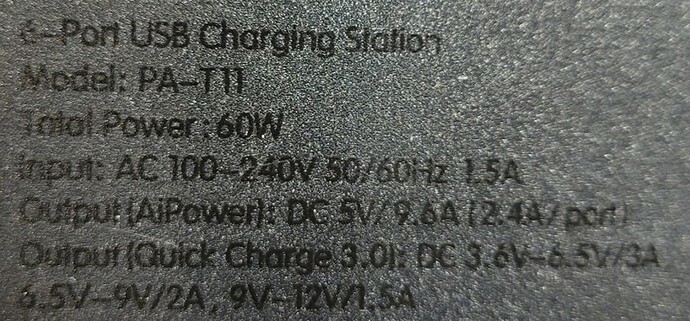 6-Port USB Charging Station
Model: PA-T11
Total Power: 60W
Input: AC 100-240V 50/60Hz 1.5A
Output (AiPower): DC 5V/9.6A (2.4A/port)
Output (Quick Charge 3.0): DC 3.6V-6.5V/3A
6.5V-9V/2A, 9V-12V/1.5A